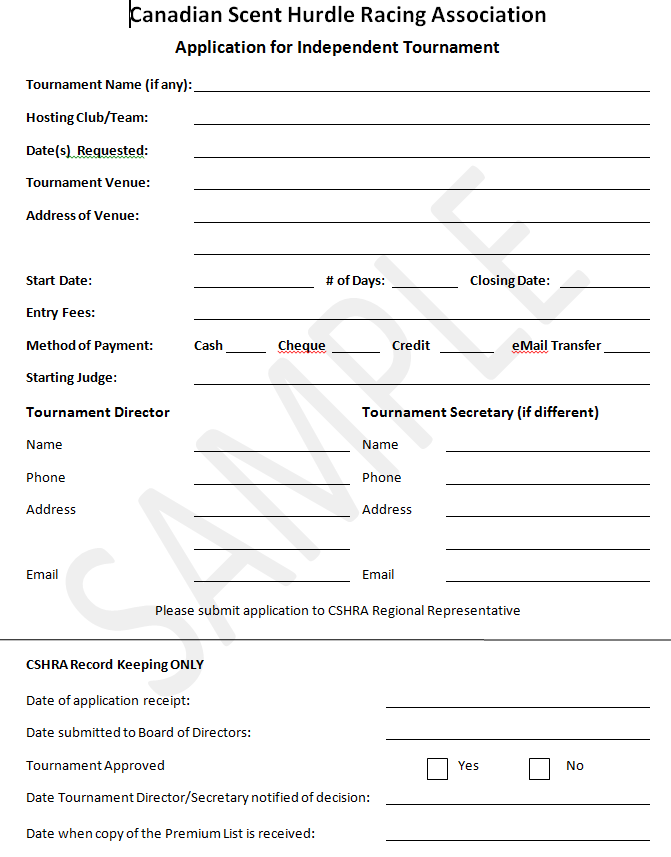 Canadian Scent Hurdle Racing Association
Application for Independent Tournament
Tournament Name (if any):
Hosting Club/Team:
Date(s) Requested:
Tournament Venue:
Address of Venue:
Start Date: # of Days: Closing Date:
Entry Fees:
Method of Payment: Cash Cheque Credit eMail Transfer
Starting Judge:
Tournament Director Tournament Secretary (if different)
Name Name
Phone Phone
Address Address
Email Email
Please submit application to CSHRA Regional Representative
SAMPLE
CSHRA Record Keeping ONLY
Date of application receipt:
Date submitted to Board of Directors:
Tournament Approved Yes No
Date Tournament Director/Secretary notified of decision:
Date when copy of the Premium List is received: